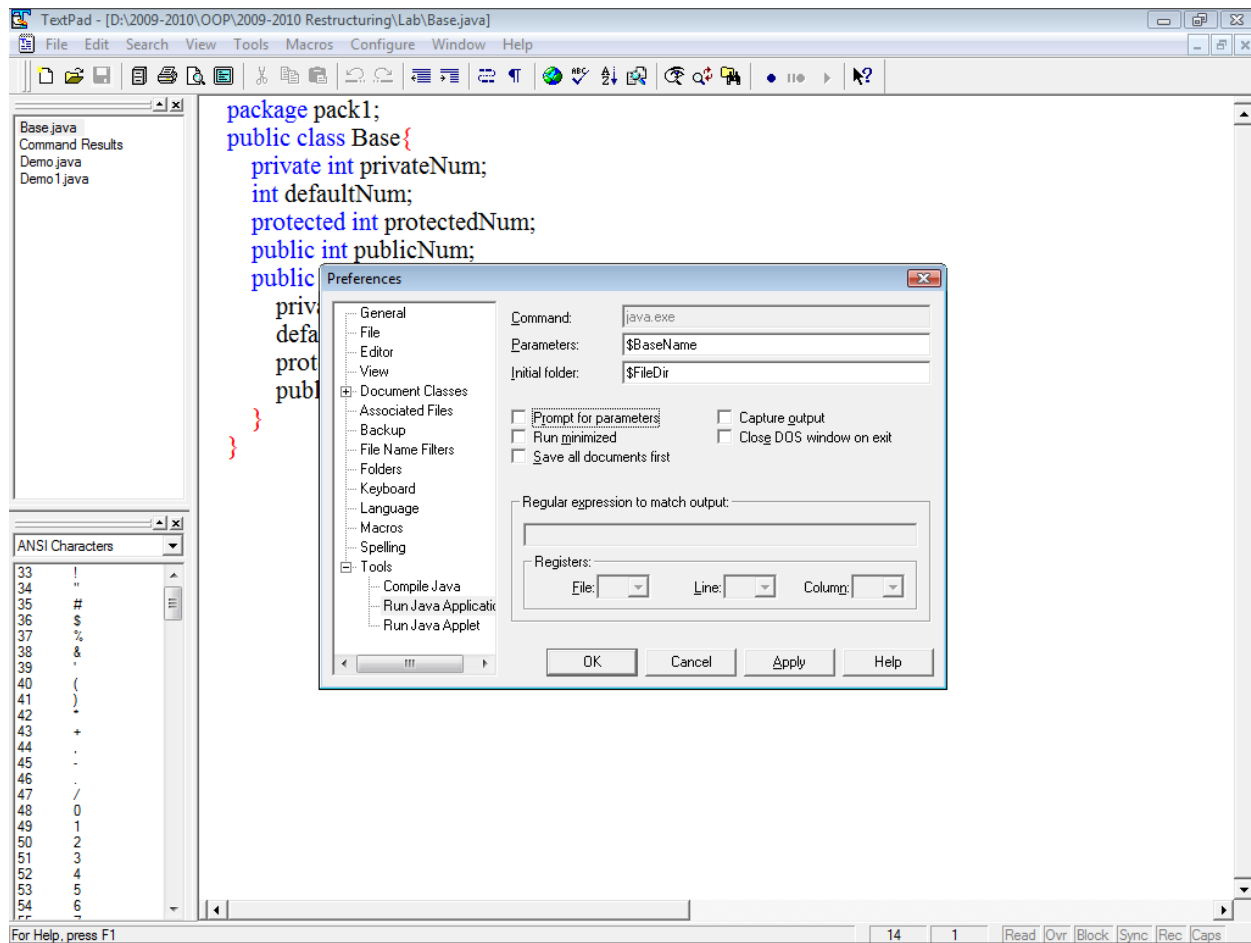 TextPad - [D:\2009-2010\OOP\2009-2010 Restructuring\Lab\Base.java]
File Edit Search View Tools Macros Configure Window Help
Base.java
Command Results
Demo.java
Demo1.java
ANSI Characters
33 !
34 "
35 #
36 $
37 %
38 &
39 '
40 (
41 )
42 *
43 +
44 ,
45 -
46 .
47 /
48 0
49 1
50 2
51 3
52 4
53 5
54 6
package pack1;
public class Base{
private int privateNum;
int defaultNum;
protected int protectedNum;
public int publicNum;
public
priva
defa
prot
publ
}
}
Preferences
General
File
Editor
View
Document Classes
Associated Files
Backup
File Name Filters
Folders
Keyboard
Language
Macros
Spelling
Tools
Compile Java
Run Java Applicatic
Run Java Applet
Command: java.exe
Parameters: $BaseName
Initial folder: $FileDir
Prompt for parameters
Capture output
Run minimized
Close DOS window on exit
Save all documents first
Regular expression to match output:
Registers:
File: Line: Column:
OK Cancel Apply Help
For Help, press F1
14 1 Read Ovr Block Sync Rec Caps